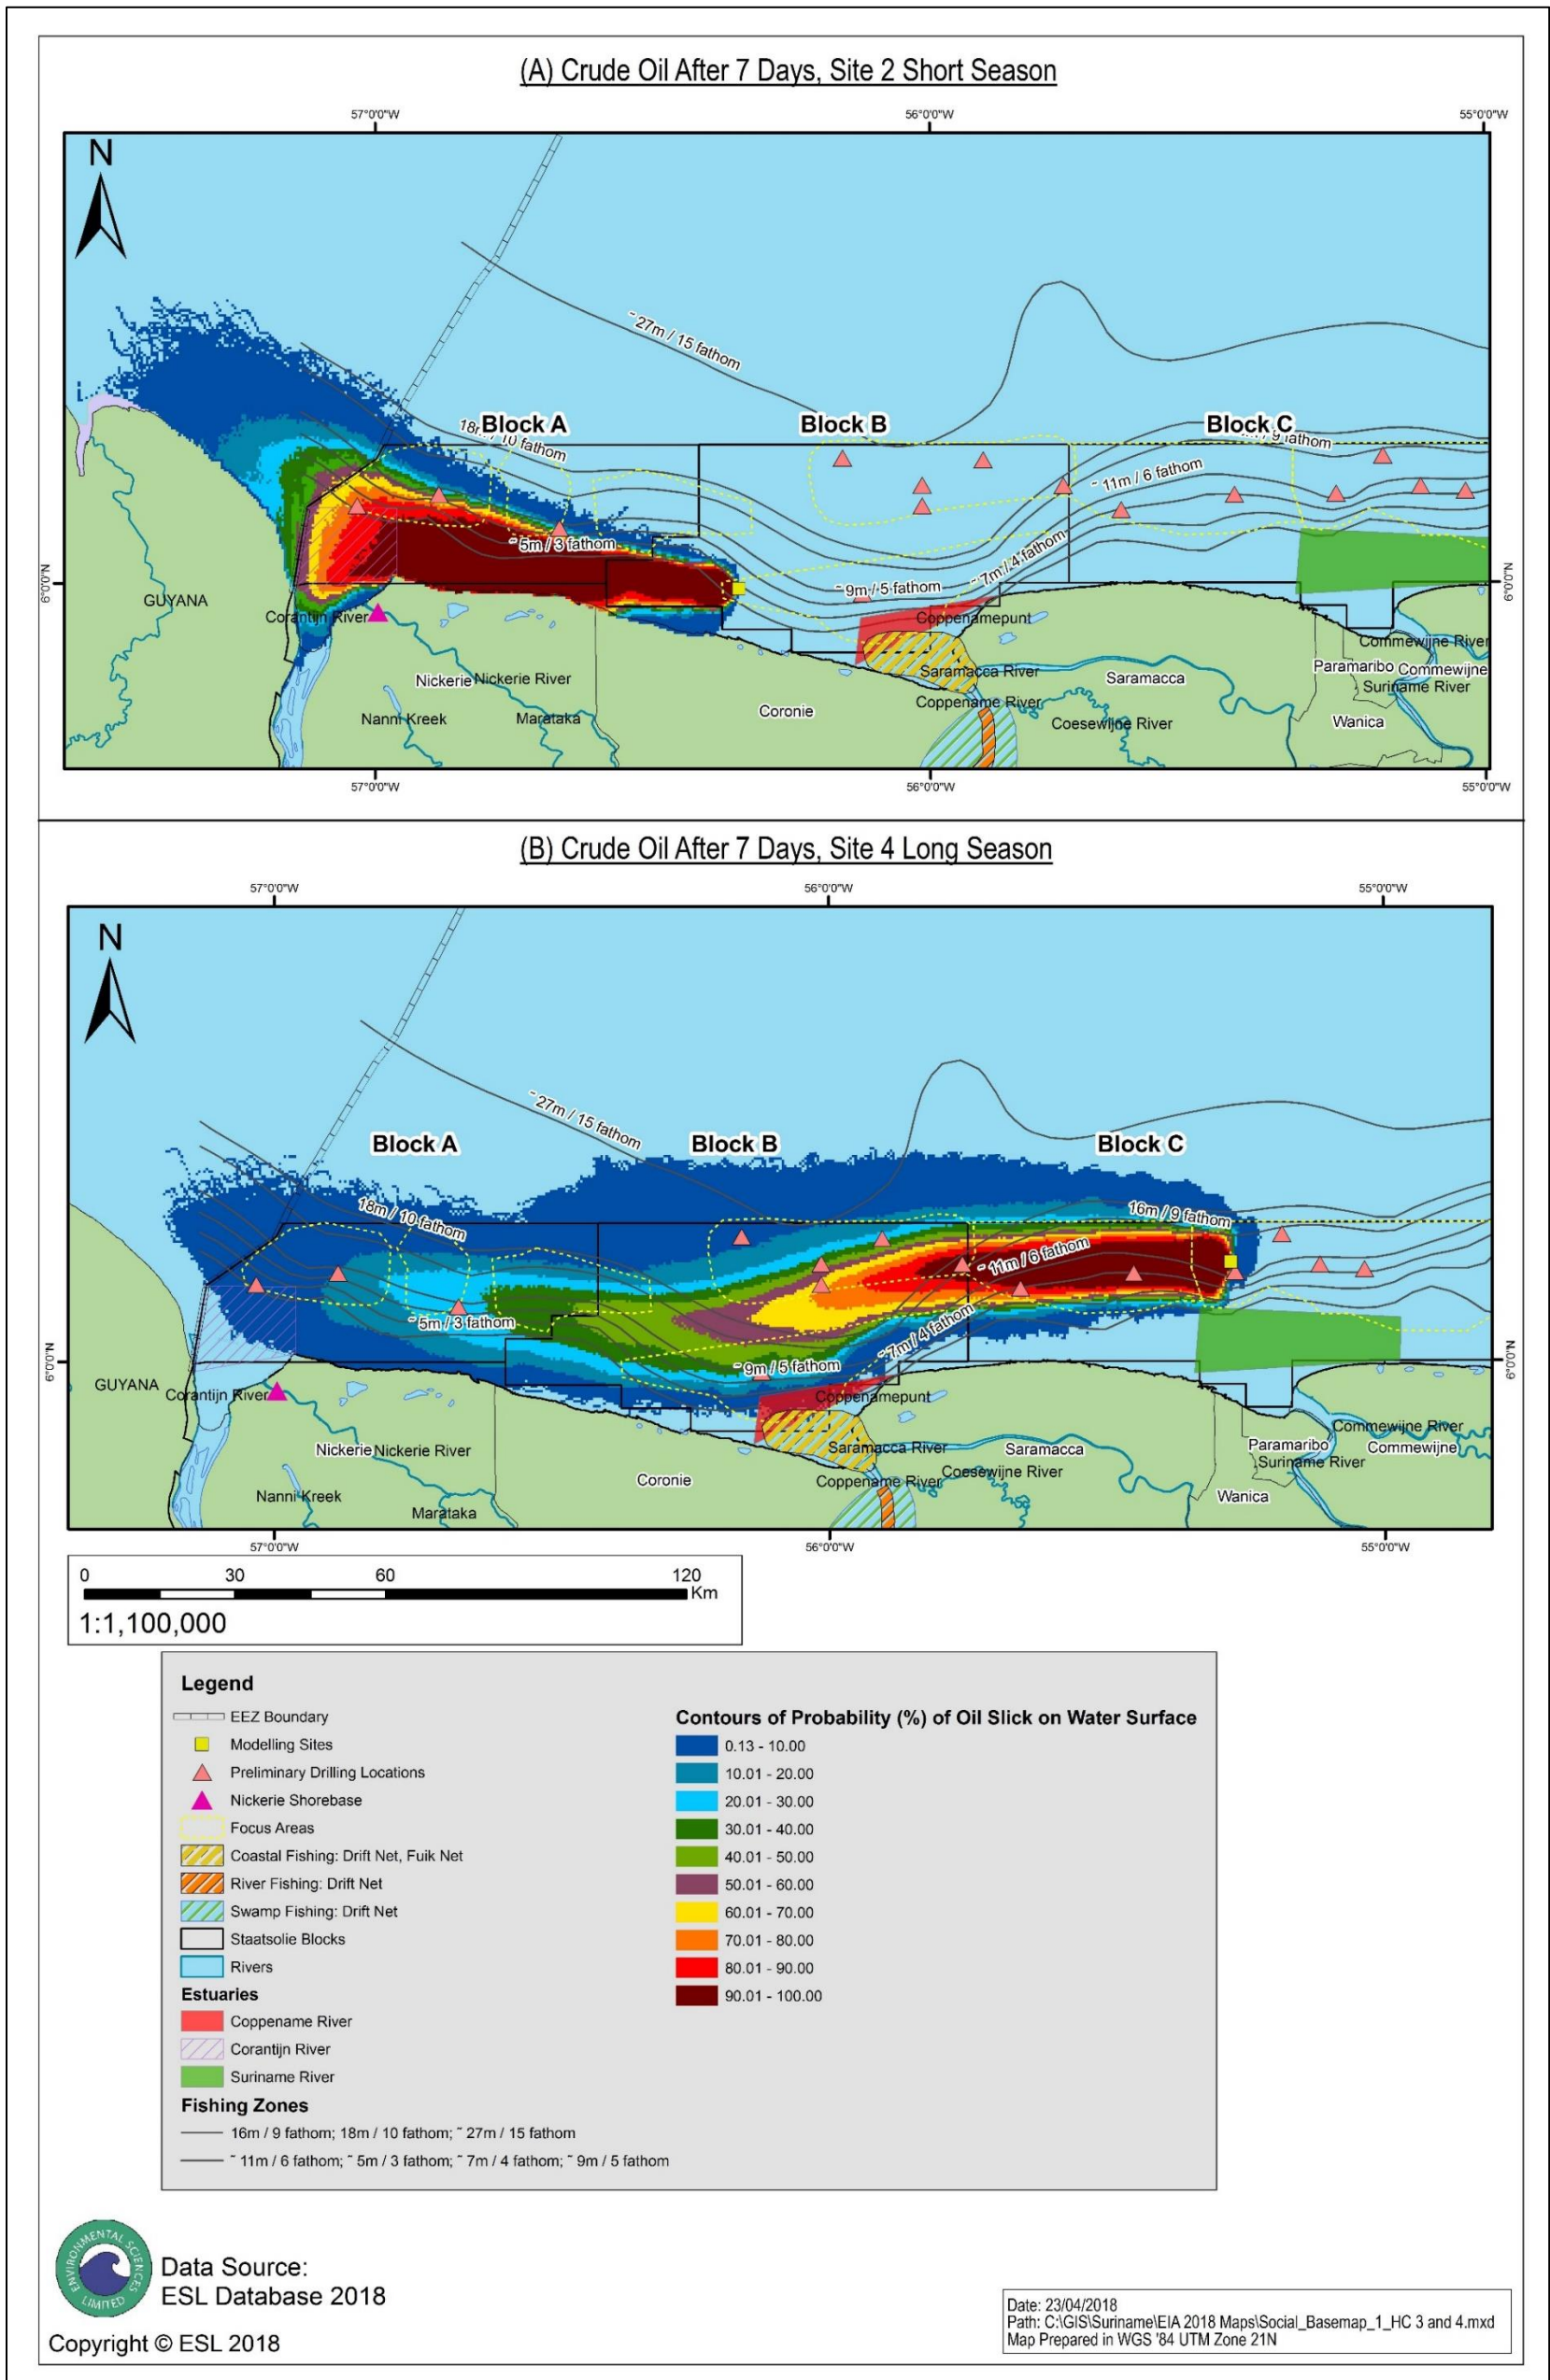 (A) Crude Oil After 7 Days, Site 2 Short Season
57°0'0"W
56°0'0"W
55°0'0"W
N
~27m / 15 fathom
Block A
Block B
Block C
fathom
~11m / 6 fathom
~5m / 3 fathom
~7m / 4 fathom
~9m / 5 fathom
6°0'0"N
6°0'0"N
GUYANA
Corantijn River
Coppenamepunt
Commewijne River
Nickerie
Nickerie River
Saramacca River
Saramacca
Paramaribo
Commewijne
Suriname River
Nanni Kreek
Marataka
Coronie
Coppename River
Coesewijne River
Wanica
57°0'0"W
56°0'0"W
55°0'0"W
(B) Crude Oil After 7 Days, Site 4 Long Season
57°0'0"W
56°0'0"W
55°0'0"W
N
~27m / 15 fathom
Block A
Block B
Block C
18m / 10 fathom
16m / 9 fathom
~11m / 6 fathom
~5m / 3 fathom
~7m / 4 fathom
~9m / 5 fathom
6°0'0"N
6°0'0"N
GUYANA
Corantijn River
Coppenamepunt
Commewijne River
Nickerie
Nickerie River
Saramacca River
Saramacca
Paramaribo
Commewijne
Suriname River
Coronie
Coppename River
Coesewijne River
Nanni Kreek
Marataka
Wanica
57°0'0"W
56°0'0"W
55°0'0"W
0 30 60 120
Km
1:1,100,000
Legend
EEZ Boundary
Modelling Sites
Preliminary Drilling Locations
Nickerie Shorebase
Focus Areas
Coastal Fishing: Drift Net, Fuik Net
River Fishing: Drift Net
Swamp Fishing: Drift Net
Staatsolie Blocks
Rivers
Estuaries
Coppename River
Corantijn River
Suriname River
Fishing Zones
16m / 9 fathom; 18m / 10 fathom; ~ 27m / 15 fathom
~ 11m / 6 fathom; ~ 5m / 3 fathom; ~ 7m / 4 fathom; ~ 9m / 5 fathom
Contours of Probability (%) of Oil Slick on Water Surface
0.13 - 10.00
10.01 - 20.00
20.01 - 30.00
30.01 - 40.00
40.01 - 50.00
50.01 - 60.00
60.01 - 70.00
70.01 - 80.00
80.01 - 90.00
90.01 - 100.00
ENVIRONMENTAL SCIENCES LIMITED
Data Source:
ESL Database 2018
Copyright © ESL 2018
Date: 23/04/2018
Path: C:\GIS\Suriname\EIA 2018 Maps\Social_Basemap_1_HC 3 and 4.mxd
Map Prepared in WGS '84 UTM Zone 21N